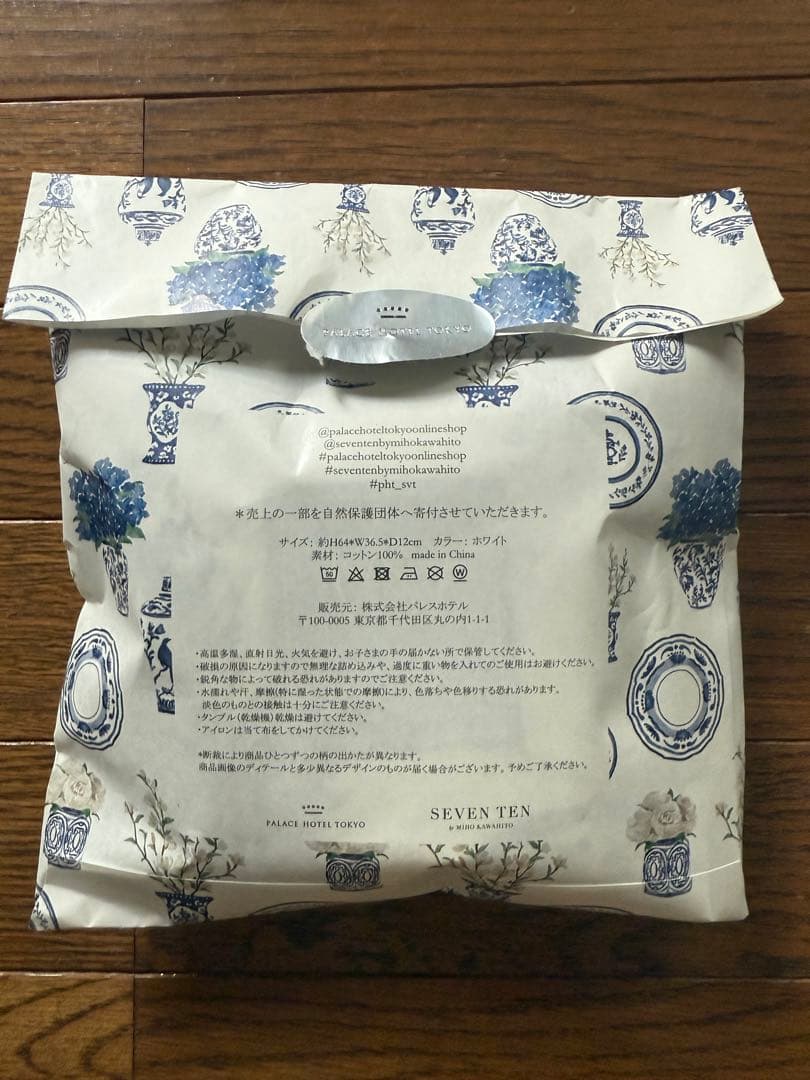 PALACE HOTEL TOKYO
@palacehoteltokyoonlineshop
@seventenbymihokawahito
#palacehoteltokyoonlineshop
#seventenbymihokawahito
#pht_svt
*売上の一部を自然保護団体へ寄付させていただきます。
サイズ: 約H64*W36.5*D12cm カラー: ホワイト
素材: コットン100% made in China
販売元: 株式会社パレスホテル
〒100-0005 東京都千代田区丸の内1-1-1
・高温多湿、直射日光、火気を避け、お子さまの手の届かない所で保管してください。
・破損の原因になりますので無理な詰め込みや、過度に重い物を入れてのご使用はお避けください。
・鋭角な物によって破れる恐れがありますのでご注意ください。
・水濡れや汗、摩擦(特に湿った状態での摩擦)により、色落ちや色移りする恐れがあります。
淡色のものとの接触は十分にご注意ください。
・タンブル(乾燥機)乾燥は避けてください。
・アイロンは当て布をしてかけてください。
*断裁により商品ひとつずつの柄の出かたが異なります。
商品画像のディテールと多少異なるデザインのものが届く場合がございます。予めご了承ください。
PALACE HOTEL TOKYO
SEVEN TEN
by MIHO KAWAHITO